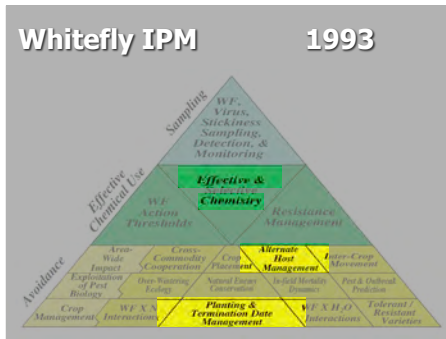 Whitefly IPM 1993
Sampling
WF,
Virus,
Stickiness
Sampling,
Detection, &
Monitoring
Effective
Chemical Use
Effective &
Selective
Chemistry
WF
Action
Thresholds
Resistance
Management
Avoidance
Area-
Wide
Impact
Cross-
Commodity
Cooperation
Crop
Placement
Alternate
Host
Management
Inter-Crop
Movement
Exploitation
of Pest
Biology
Over-Wintering
Ecology
Natural Enemy
Conservation
In-field Mortality
Dynamics
Pest & Outbreak
Prediction
Crop
Management
WF X N
Interactions
Planting &
Termination Date
Management
WF X H2O
Interactions
Tolerant /
Resistant
Varieties